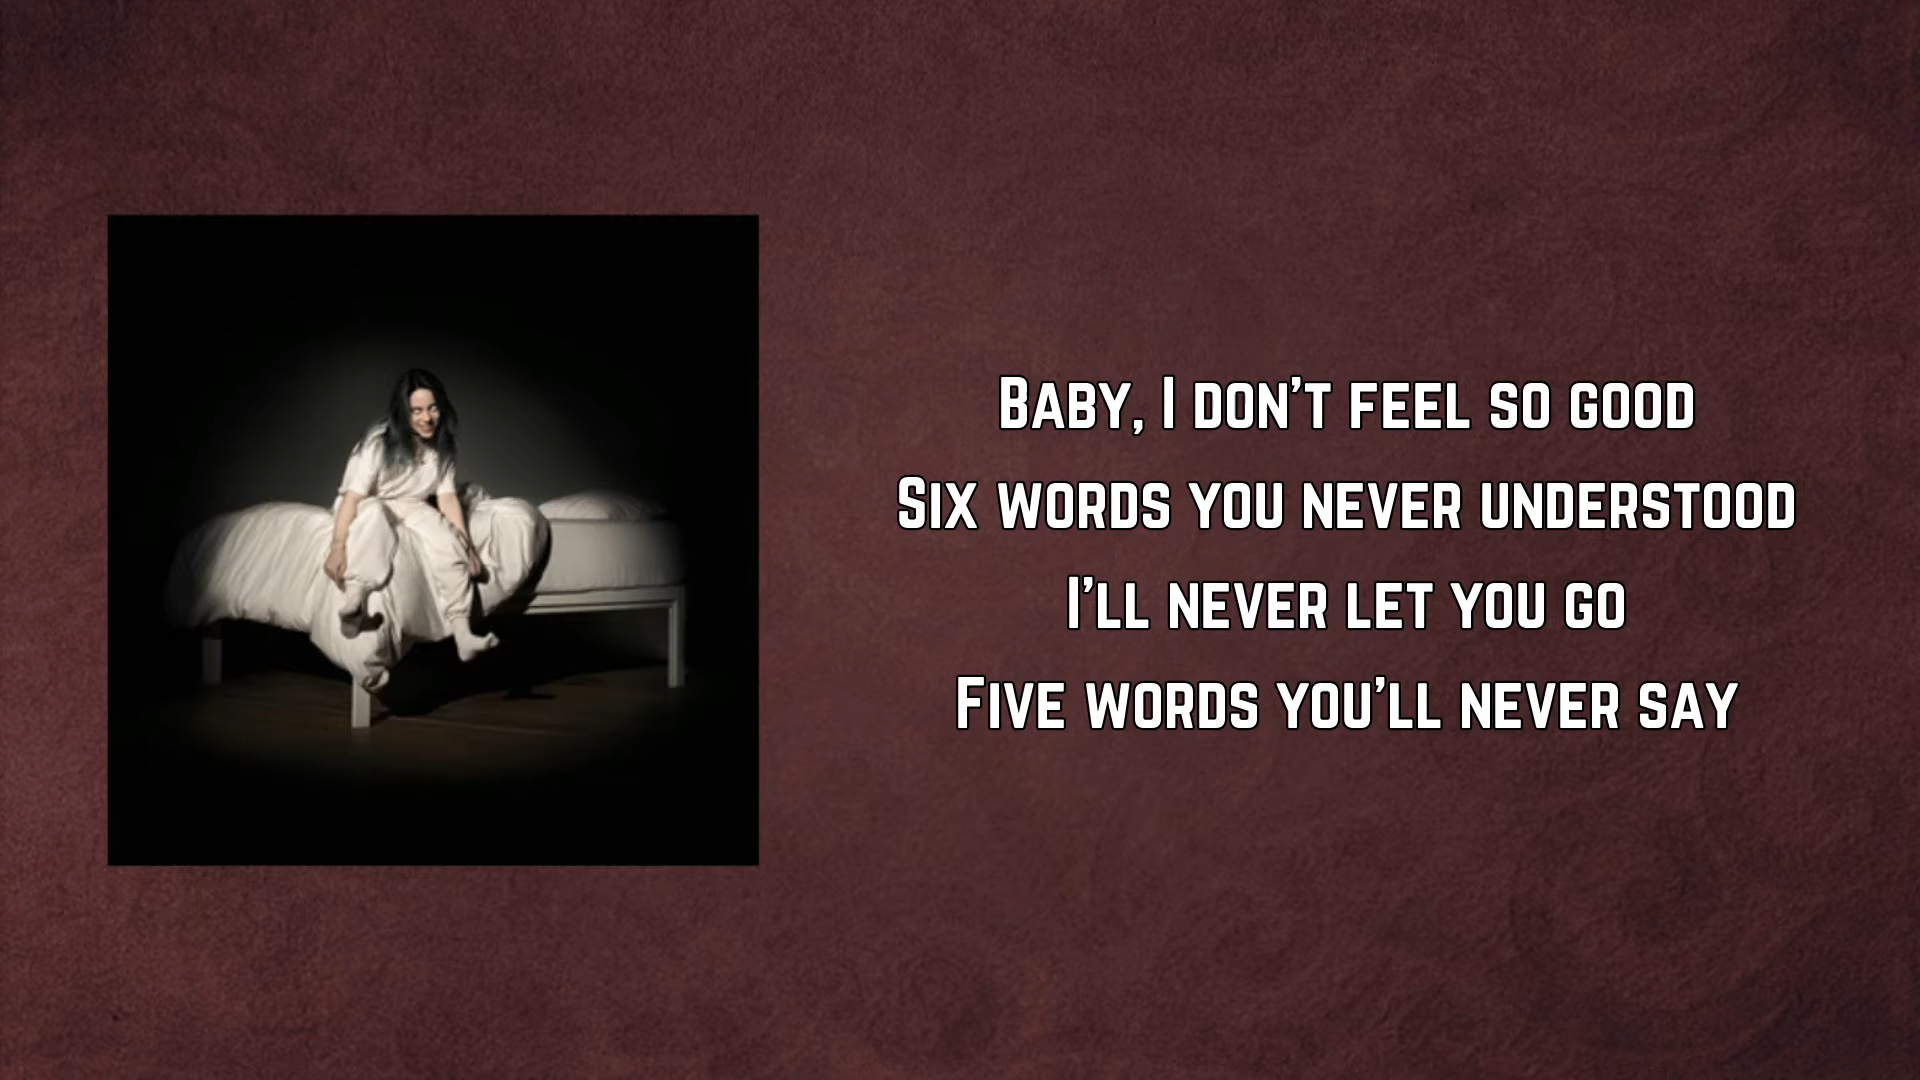 Baby, I don't feel so good
Six words you never understood
I'll never let you go
Five words you'll never say